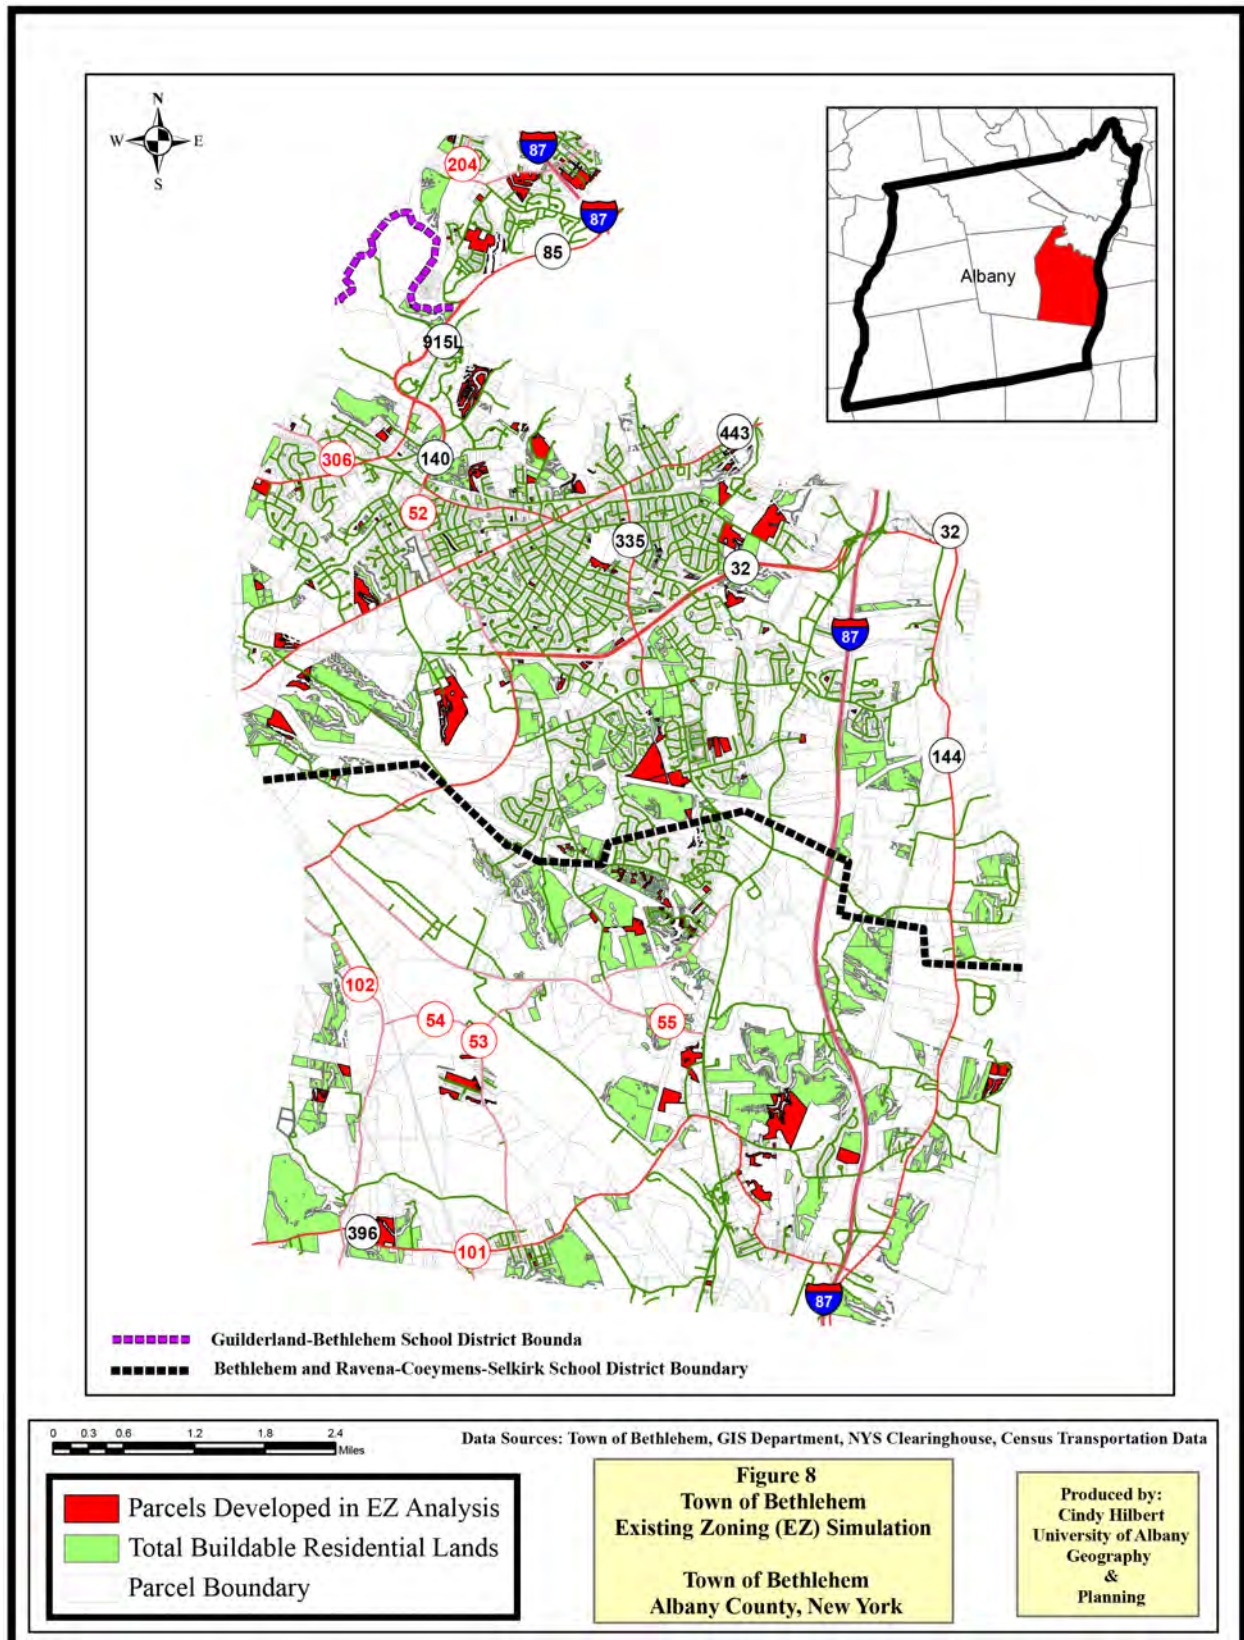 N
W E
S
87
204
87
85
Albany
915L
443
306
140
52
335
32
32
87
144
102
54
53
55
396
101
87
Guilderland-Bethlehem School District Bounda
Bethlehem and Ravena-Coeymens-Selkirk School District Boundary
0 0.3 0.6 1.2 1.8 2.4
Miles
Data Sources: Town of Bethlehem, GIS Department, NYS Clearinghouse, Census Transportation Data
Parcels Developed in EZ Analysis
Total Buildable Residential Lands
Parcel Boundary
Figure 8
Town of Bethlehem
Existing Zoning (EZ) Simulation
Town of Bethlehem
Albany County, New York
Produced by:
Cindy Hilbert
University of Albany
Geography
&
Planning